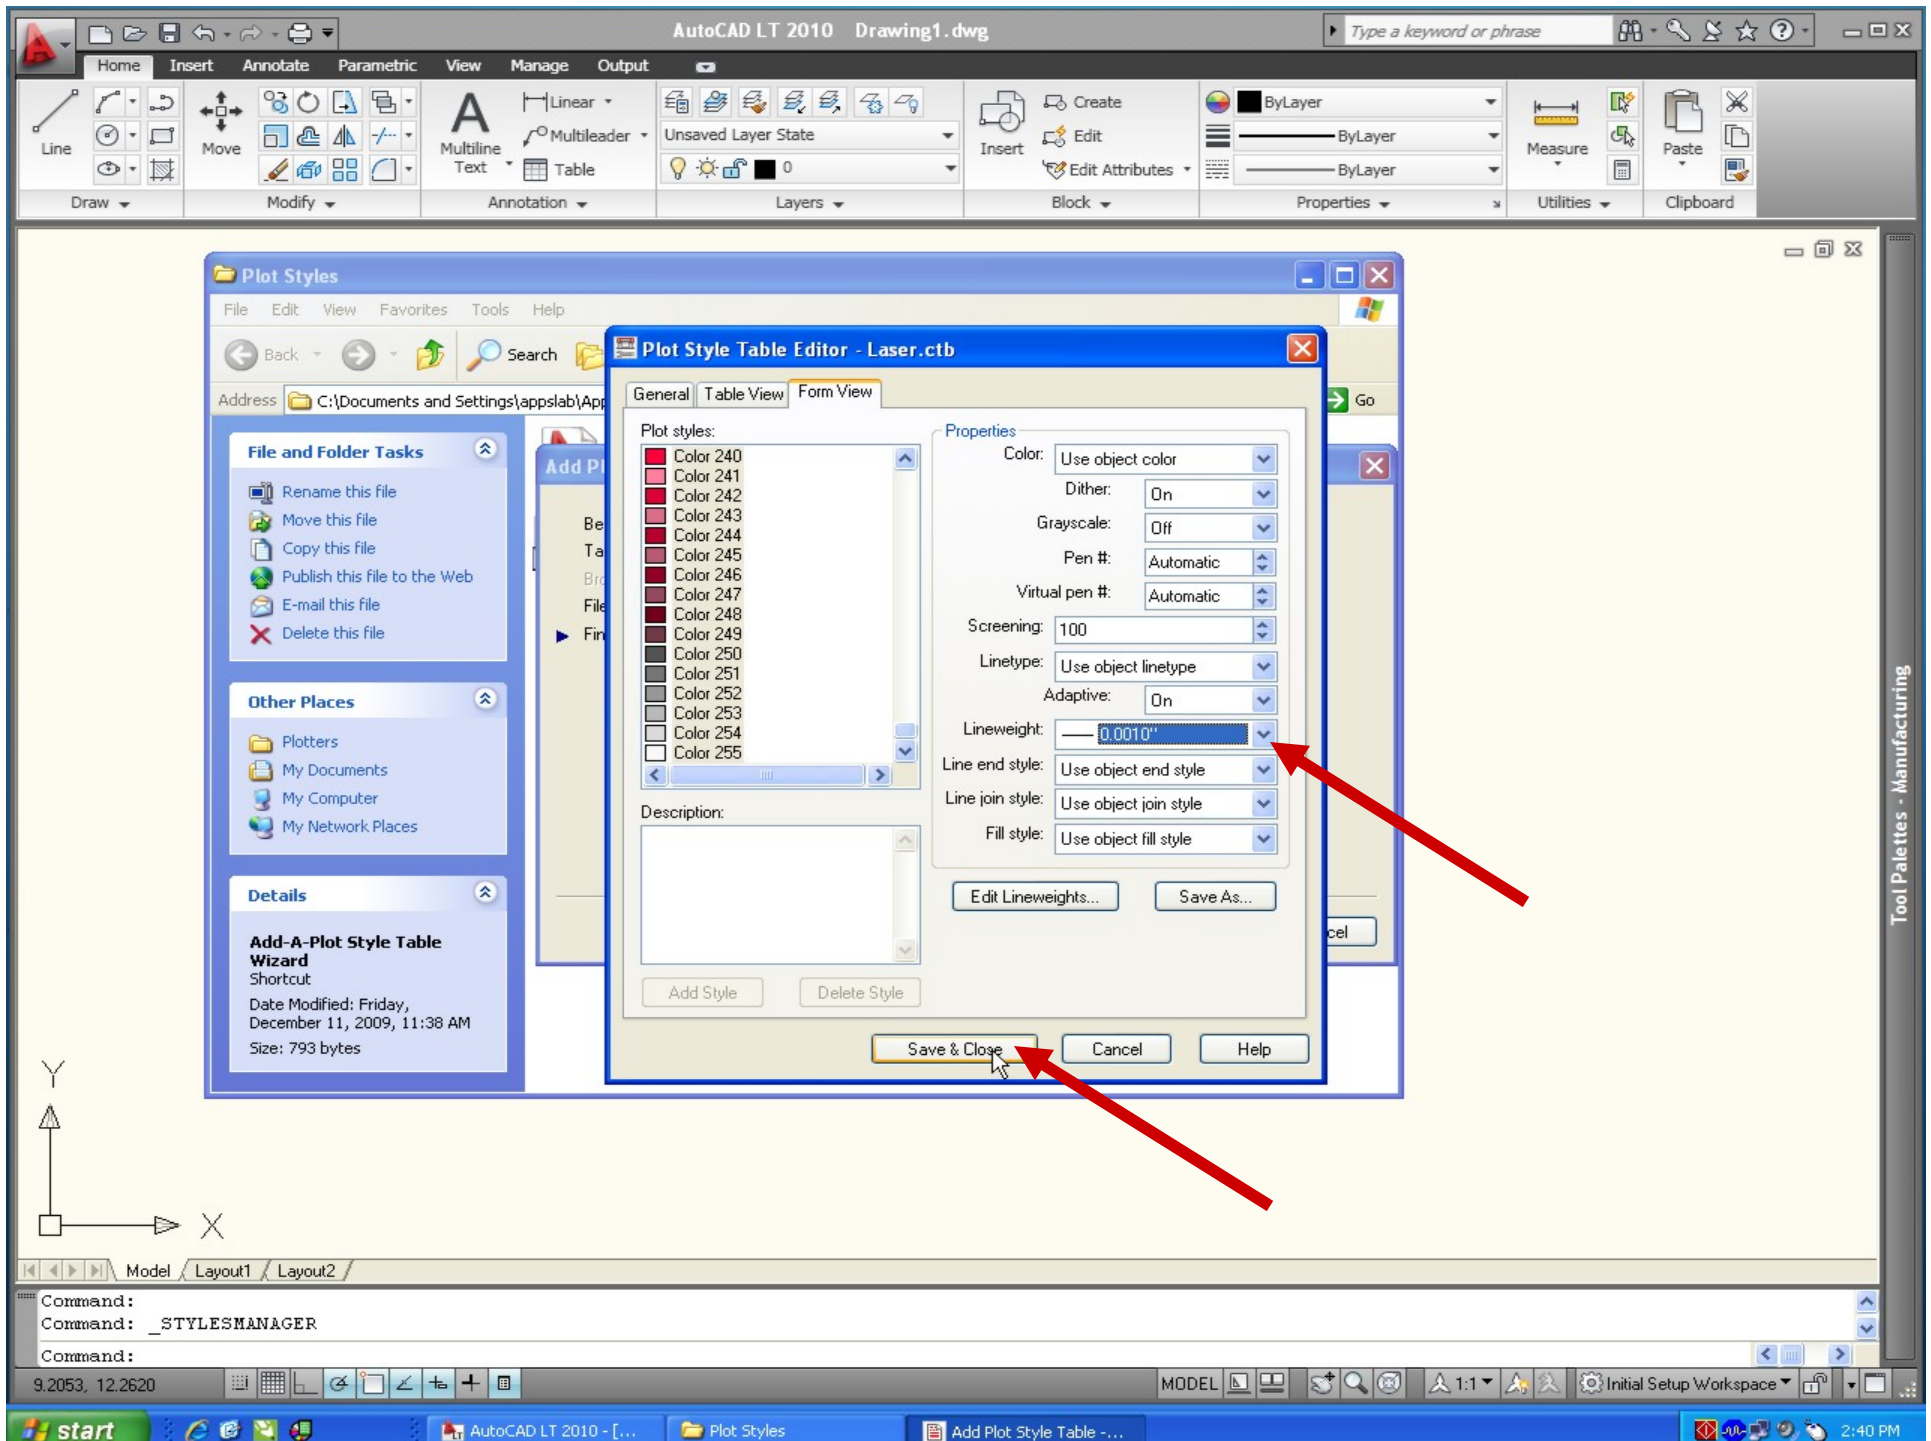 AutoCAD LT 2010 Drawing1.dwg
Type a keyword or phrase
Home Insert Annotate Parametric View Manage Output
Line
Move
Multiline Text
Linear
Multileader
Table
Unsaved Layer State
0
Insert
Create
Edit
Edit Attributes
ByLayer
ByLayer
ByLayer
Measure
Paste
Draw Modify Annotation Layers Block Properties Utilities Clipboard
Plot Styles
File Edit View Favorites Tools Help
Back Search
Address C:\Documents and Settings\appslab\App
Go
File and Folder Tasks
Rename this file
Move this file
Copy this file
Publish this file to the Web
E-mail this file
Delete this file
Other Places
Plotters
My Documents
My Computer
My Network Places
Details
Add-A-Plot Style Table
Wizard
Shortcut
Date Modified: Friday,
December 11, 2009, 11:38 AM
Size: 793 bytes
Add Pl
Be
Ta
Bro
File
Fin
cel
Plot Style Table Editor - Laser.ctb
General Table View Form View
Plot styles:
Color 240
Color 241
Color 242
Color 243
Color 244
Color 245
Color 246
Color 247
Color 248
Color 249
Color 250
Color 251
Color 252
Color 253
Color 254
Color 255
Description:
Add Style Delete Style
Properties
Color: Use object color
Dither: On
Grayscale: Off
Pen #: Automatic
Virtual pen #: Automatic
Screening: 100
Linetype: Use object linetype
Adaptive: On
Lineweight: 0.0010"
Line end style: Use object end style
Line join style: Use object join style
Fill style: Use object fill style
Edit Lineweights... Save As...
Save & Close Cancel Help
Tool Palettes - Manufacturing
Y
X
Model Layout1 Layout2
Command:
Command: _STYLESMANAGER
Command:
9.2053, 12.2620
MODEL 1:1 Initial Setup Workspace
start AutoCAD LT 2010 - [... Plot Styles Add Plot Style Table -... 2:40 PM